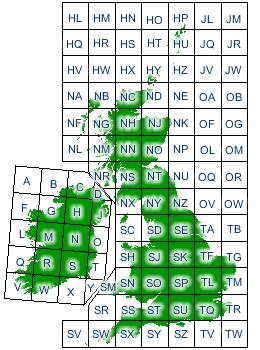 HL HM HN HO HP JL JM
HQ HR HS HT HU JQ JR
HV HW HX HY HZ JV JW
NA NB NC ND NE OA OB
NF NG NH NJ NK OF OG
NL NM NN NO NP OL OM
NR NS NT NU OQ OR
NX NY NZ OV OW
SC SD SE TA TB
SH SJ SK TF TG
SM SN SO SP TL TM
SR SS ST SU TQ TR
SV SW SX SY SZ TV TW
A B C D
F G H J
L M N O
Q R S T
V W X Y